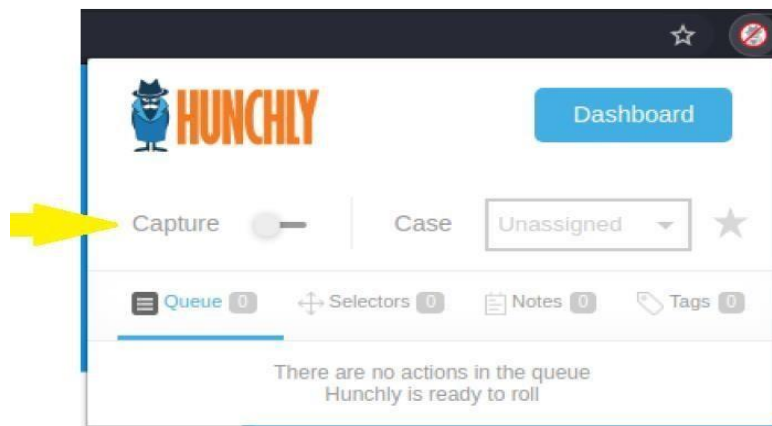 HUNCHLY
Dashboard
Capture Case Unassigned
Queue 0 Selectors 0 Notes 0 Tags 0
There are no actions in the queue
Hunchly is ready to roll